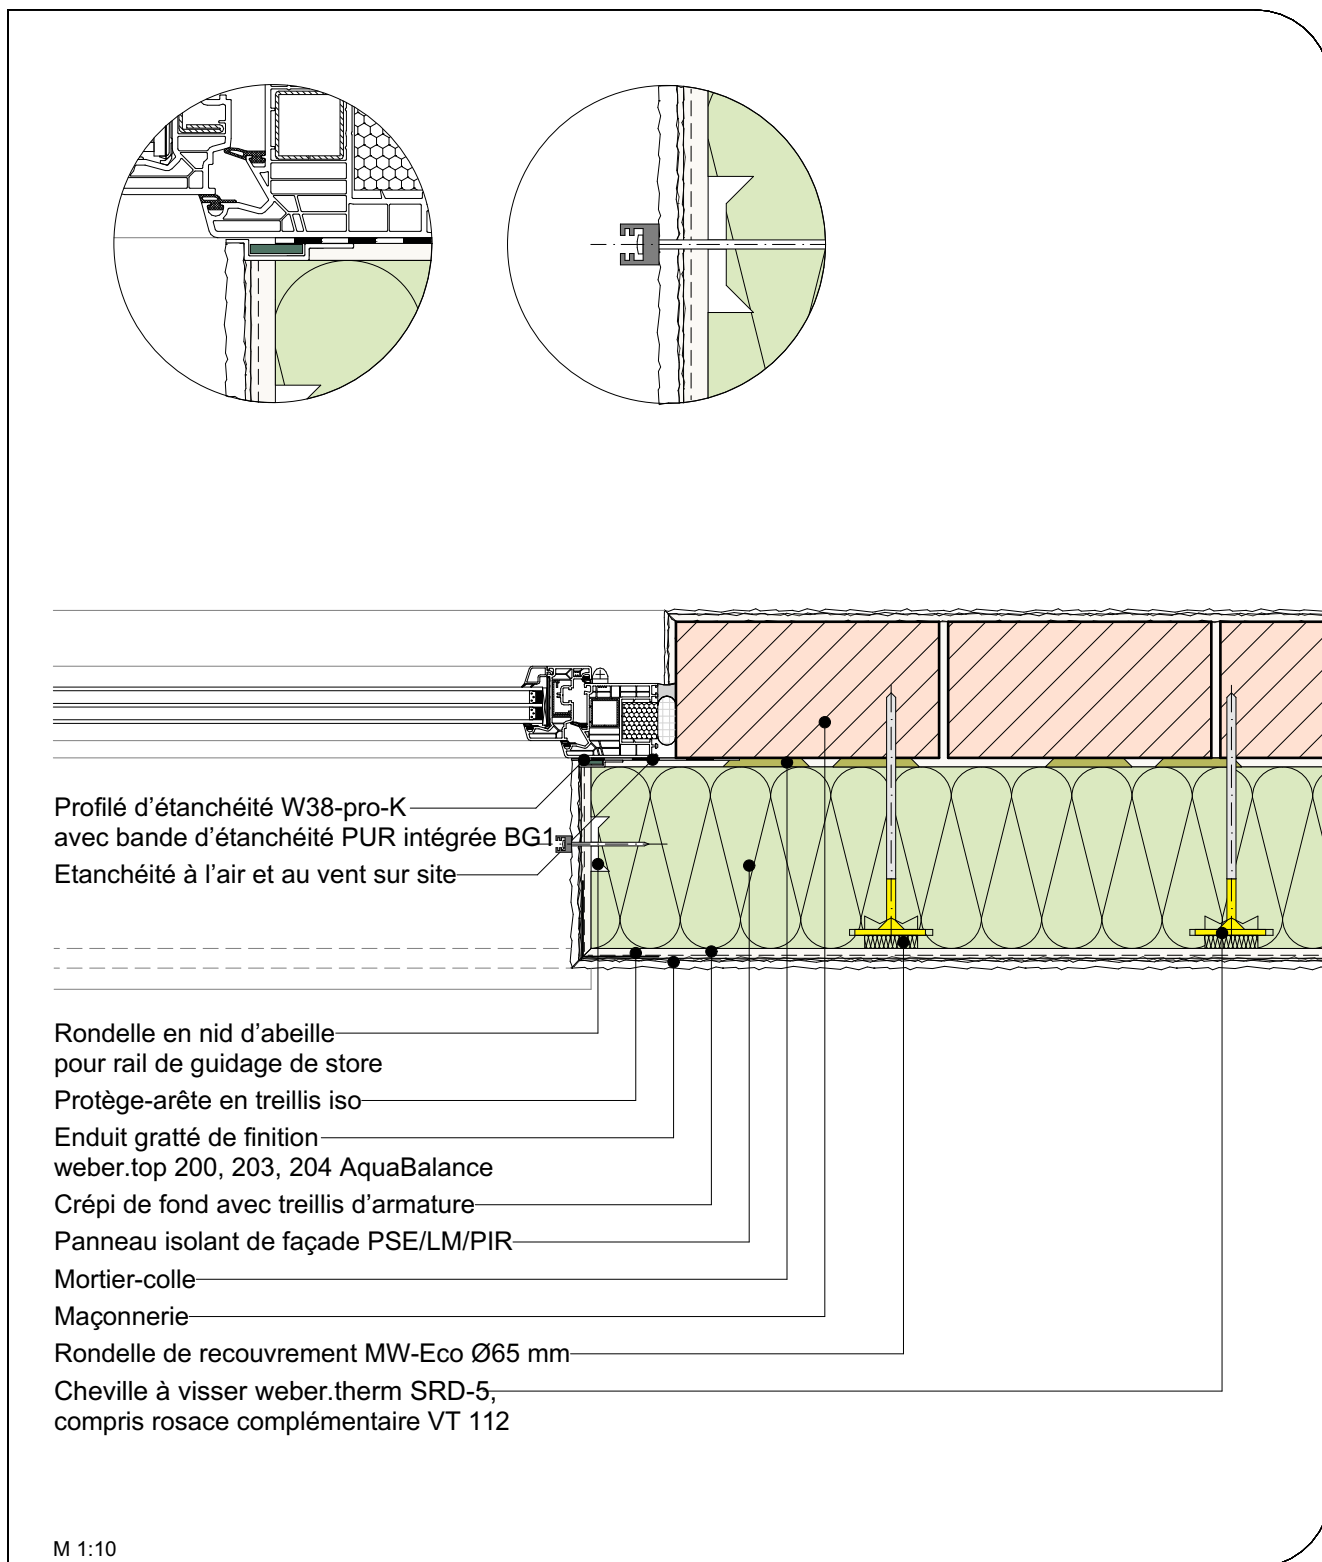 Profilé d'étanchéité W38-pro-K
avec bande d'étanchéité PUR intégrée BG1
Etanchéité à l'air et au vent sur site
Rondelle en nid d'abeille
pour rail de guidage de store
Protège-arête en treillis iso
Enduit gratté de finition
weber.top 200, 203, 204 AquaBalance
Crépi de fond avec treillis d'armature
Panneau isolant de façade PSE/LM/PIR
Mortier-colle
Maçonnerie
Rondelle de recouvrement MW-Eco Ø65 mm
Cheville à visser weber.therm SRD-5,
compris rosace complémentaire VT 112
M 1:10